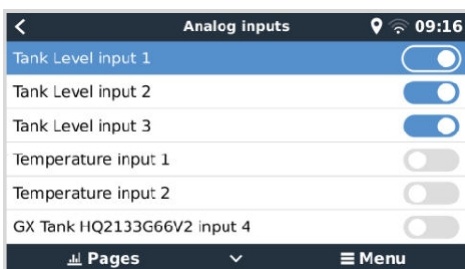 Analog inputs 09:16
Tank Level input 1
Tank Level input 2
Tank Level input 3
Temperature input 1
Temperature input 2
GX Tank HQ2133G66V2 input 4
Pages Menu